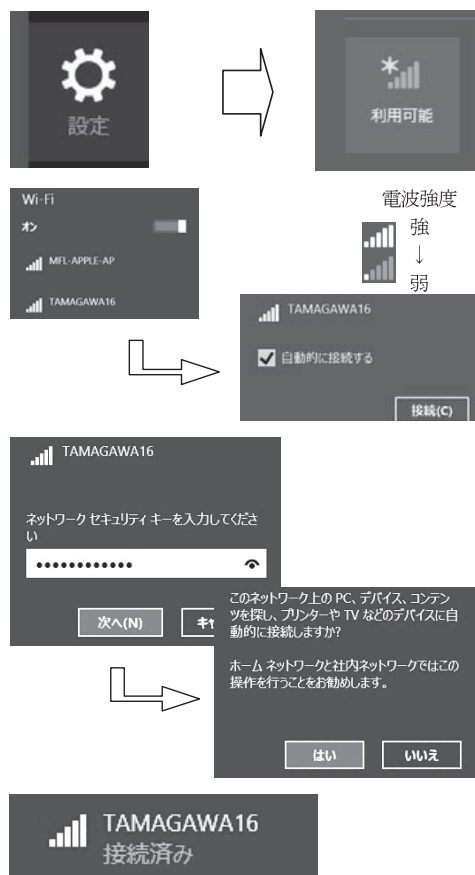 設定
利用可能
Wi-Fi
オン
MFL-APPLE-AP
TAMAGAWA16
電波強度
強
↓
弱
TAMAGAWA16
自動的に接続する
接続(C)
TAMAGAWA16
ネットワーク セキュリティ キーを入力してくださ
い
••••••••••••
次へ(N)
キャ
このネットワーク上の PC、デバイス、コンテン
ツを探し、プリンターや TV などのデバイスに自
動的に接続しますか?
ホーム ネットワークと社内ネットワークではこの
操作を行うことをお勧めします。
はい
いいえ
TAMAGAWA16
接続済み